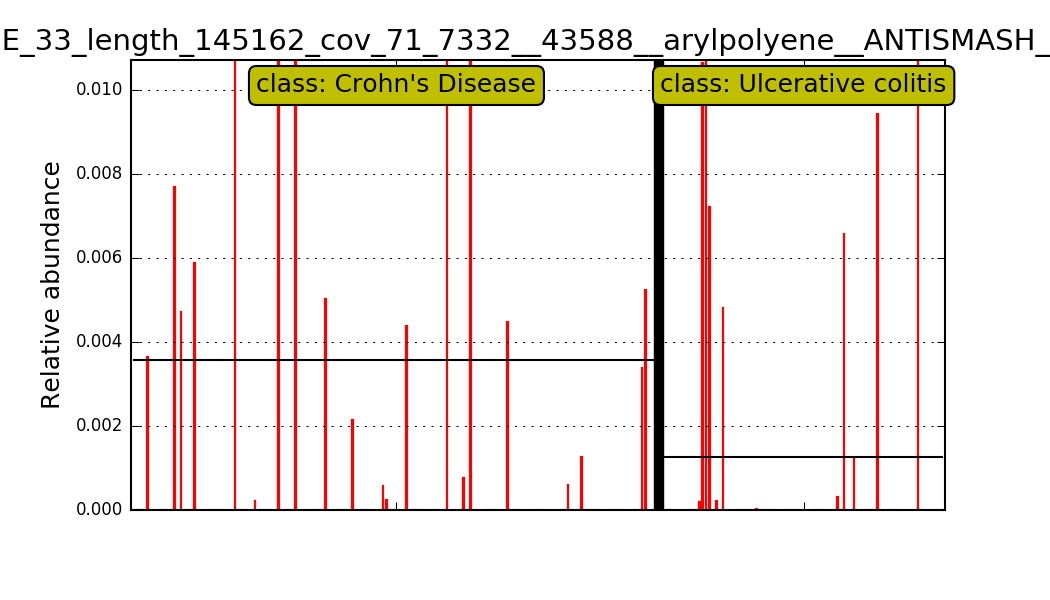 E_33_length_145162_cov_71_7332__43588__arylpolyene__ANTISMASH_
class: Crohn's Disease
class: Ulcerative colitis
Relative abundance
0.010
0.008
0.006
0.004
0.002
0.000